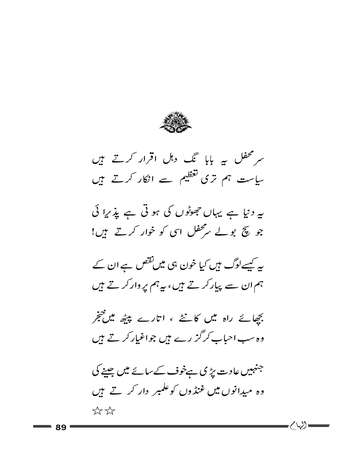 سرِ محفل یہ بابا نگ دہل اقرار کرتے ہیں
سیاست ہم تری تعظیم سے انکار کرتے ہیں
یہ دنیا ہے یہاں جھوٹوں کی ہوتی ہے پذیرائی
جو سچ بولے سرِ محفل اسی کو خوار کرتے ہیں!
یہ کیسے لوگ ہیں کیا خون ہی میں نقص ہے ان کے
ہم ان سے پیار کرتے ہیں، یہ ہم پر وار کرتے ہیں
بچھائے راہ میں کانٹے ، اتارے پیٹھ میں خنجر
وہ سب احباب کر گزرے ہیں جو اغیار کرتے ہیں
جنہیں عادت پڑی ہے خوف کے سائے میں جینے کی
وہ میدانوں میں غنڈوں کو علمبردار کرتے ہیں
☆☆
89